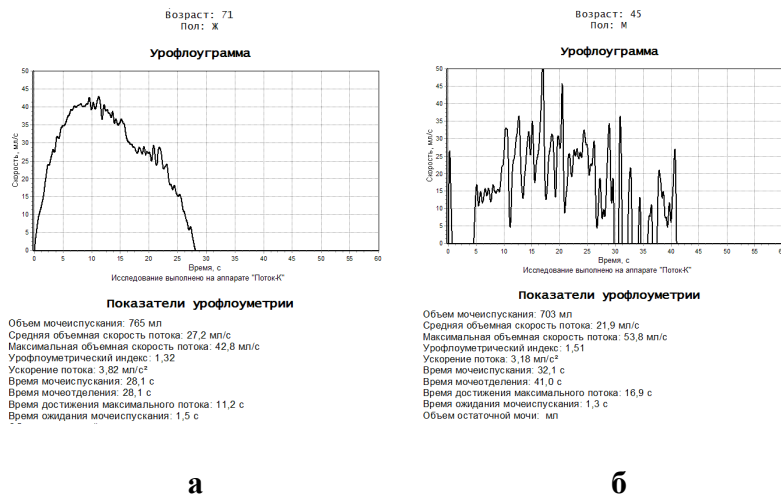 Возраст: 71
Пол: Ж
Урофлоуграмма
Скорость, мл/с
50
45
40
35
30
25
20
15
10
5
0
0 5 10 15 20 25 30 35 40 45 50 55 60
Время, с
Исследование выполнено на аппарате "Поток-К"
Показатели урофлоуметрии
Объем мочеиспускания: 765 мл
Средняя объемная скорость потока: 27,2 мл/с
Максимальная объемная скорость потока: 42,8 мл/с
Урофлоуметрический индекс: 1,32
Ускорение потока: 3,82 мл/с²
Время мочеиспускания: 28,1 с
Время мочеотделения: 28,1 с
Время достижения максимального потока: 11,2 с
Время ожидания мочеиспускания: 1,5 с
а
Возраст: 45
Пол: М
Урофлоуграмма
Скорость, мл/с
50
45
40
35
30
25
20
15
10
5
0
0 5 10 15 20 25 30 35 40 45 50 55 60
Время, с
Исследование выполнено на аппарате "Поток-К"
Показатели урофлоуметрии
Объем мочеиспускания: 703 мл
Средняя объемная скорость потока: 21,9 мл/с
Максимальная объемная скорость потока: 53,8 мл/с
Урофлоуметрический индекс: 1,51
Ускорение потока: 3,18 мл/с²
Время мочеиспускания: 32,1 с
Время мочеотделения: 41,0 с
Время достижения максимального потока: 16,9 с
Время ожидания мочеиспускания: 1,3 с
Объем остаточной мочи: мл
б